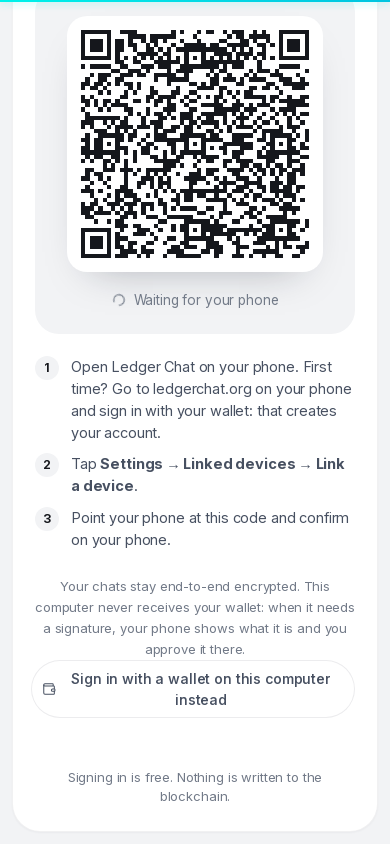 Waiting for your phone
1 Open Ledger Chat on your phone. First
time? Go to ledgerchat.org on your phone
and sign in with your wallet: that creates
your account.
2 Tap Settings → Linked devices → Link
a device.
3 Point your phone at this code and confirm
on your phone.
Your chats stay end-to-end encrypted. This
computer never receives your wallet: when it needs
a signature, your phone shows what it is and you
approve it there.
Sign in with a wallet on this computer
instead
Signing in is free. Nothing is written to the
blockchain.